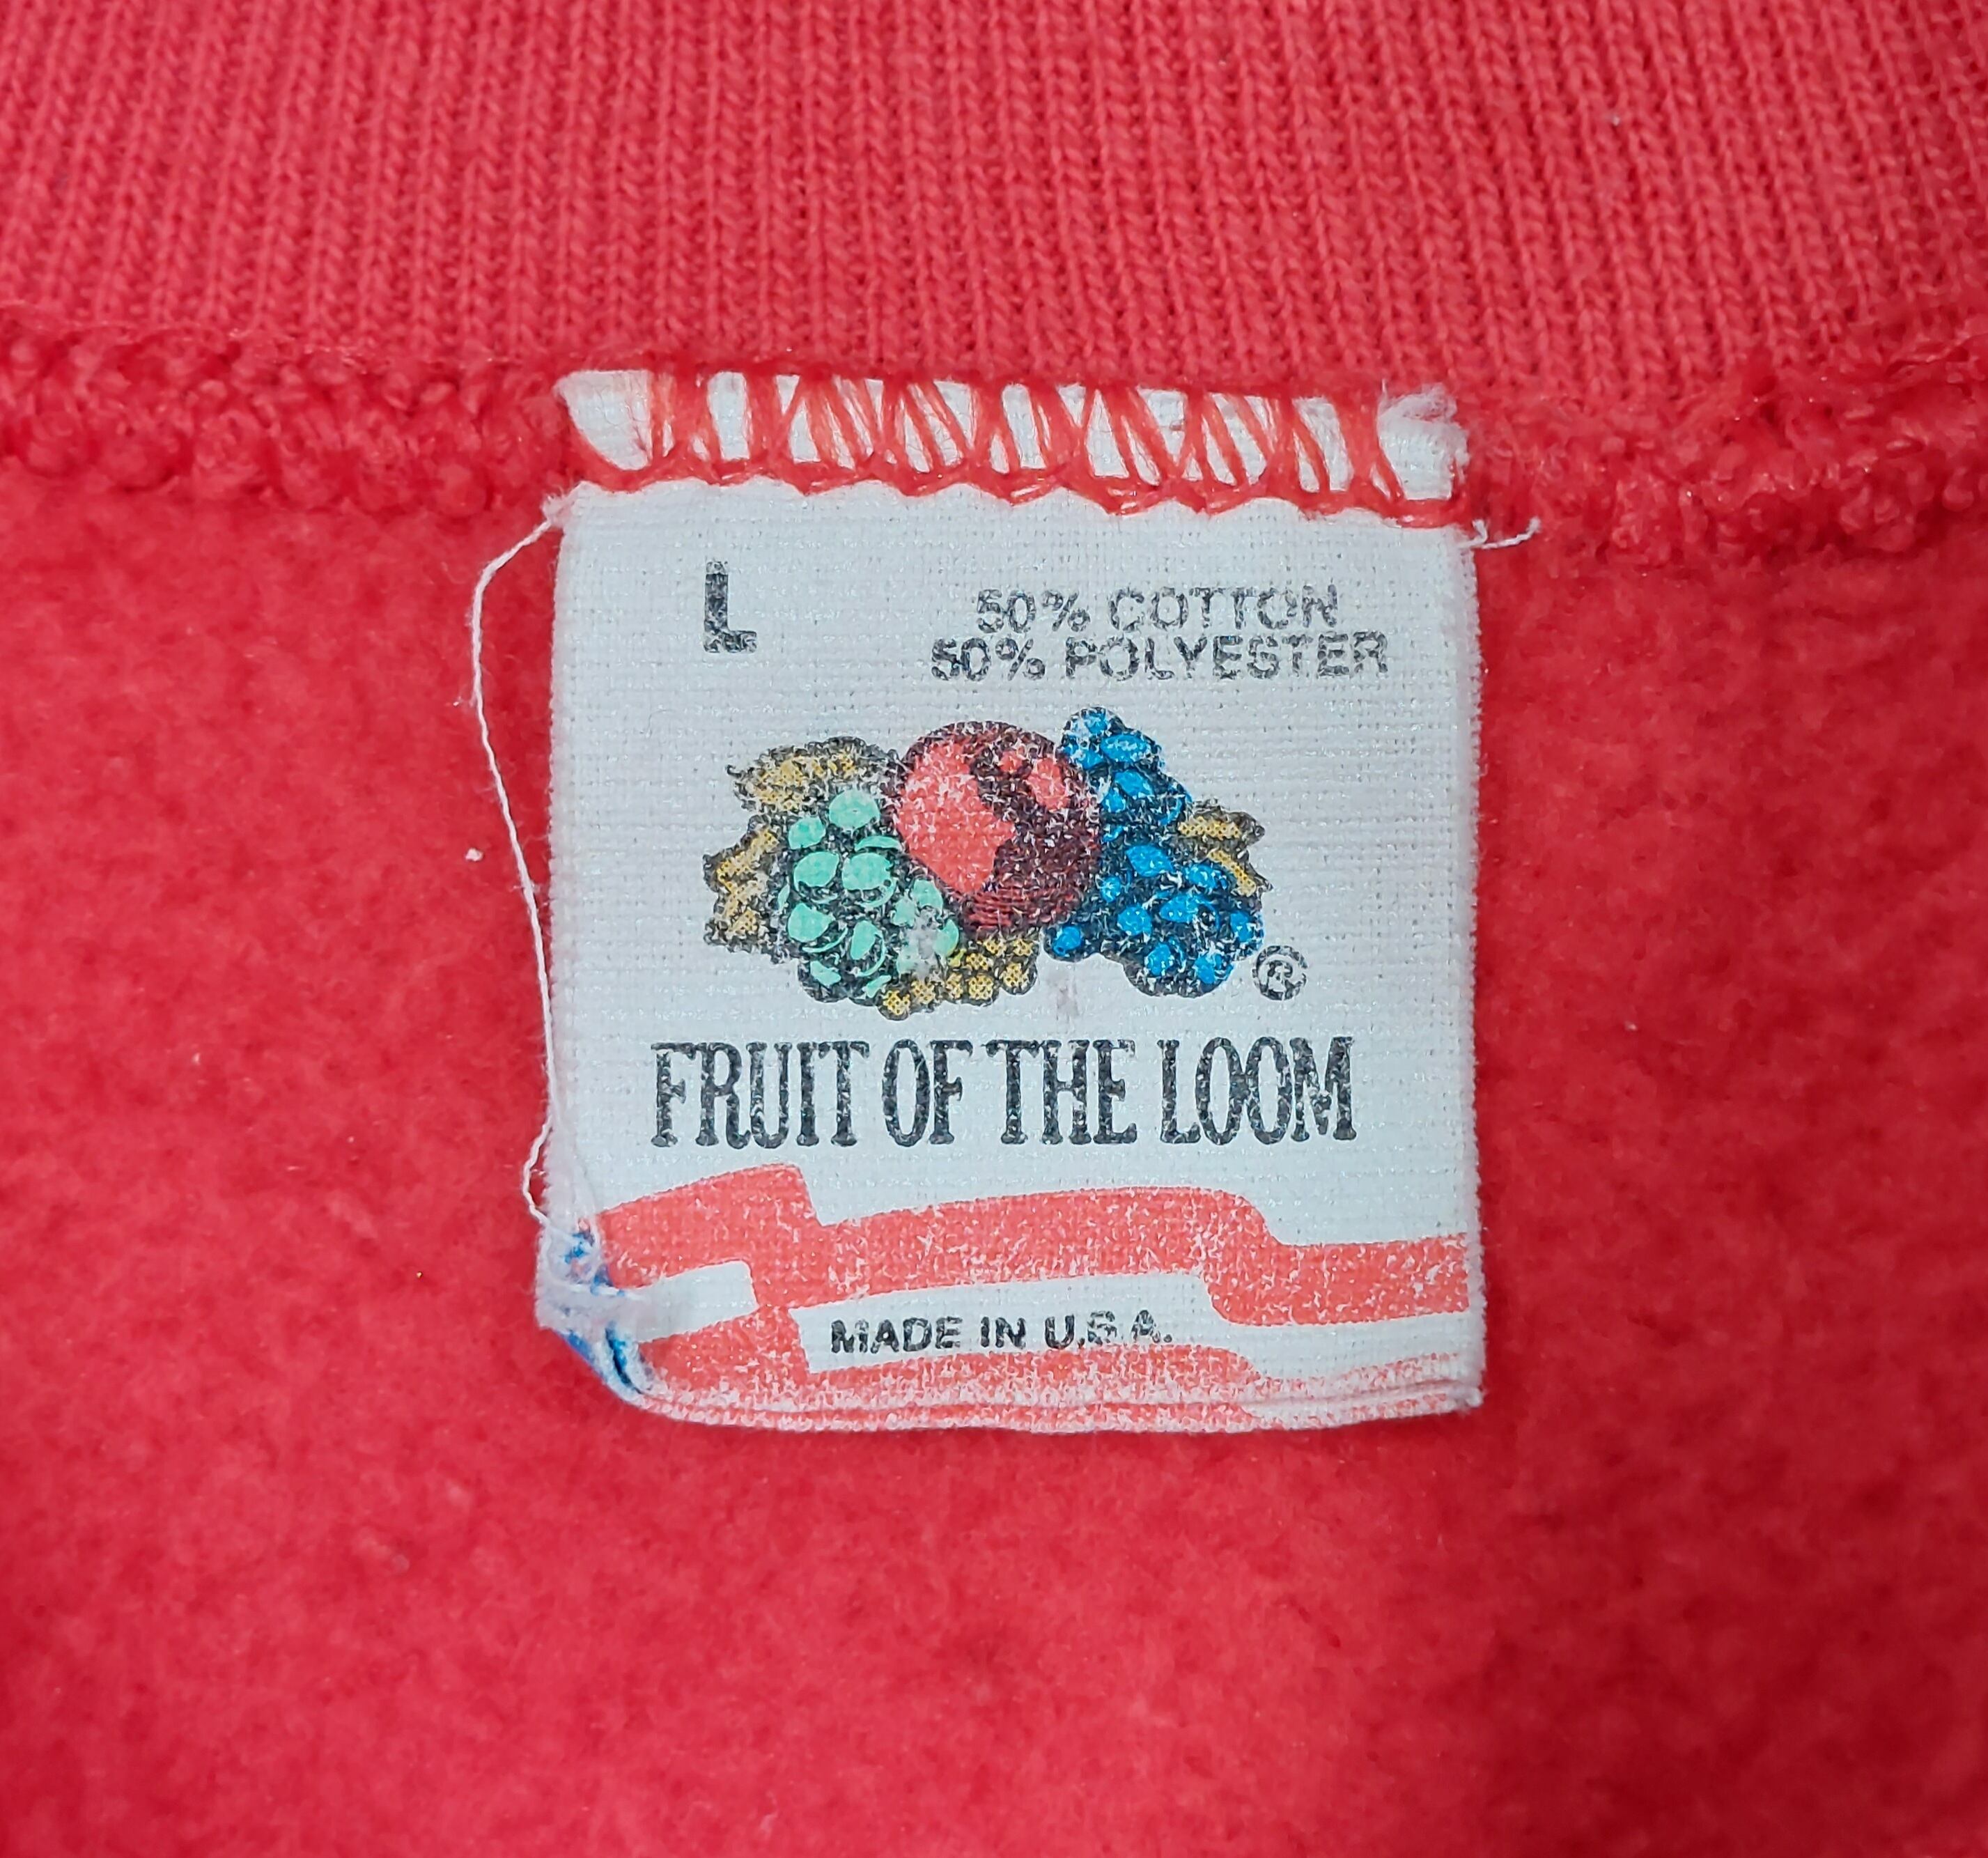 L
50% COTTON
50% POLYESTER
®
FRUIT OF THE LOOM
MADE IN U.S.A.